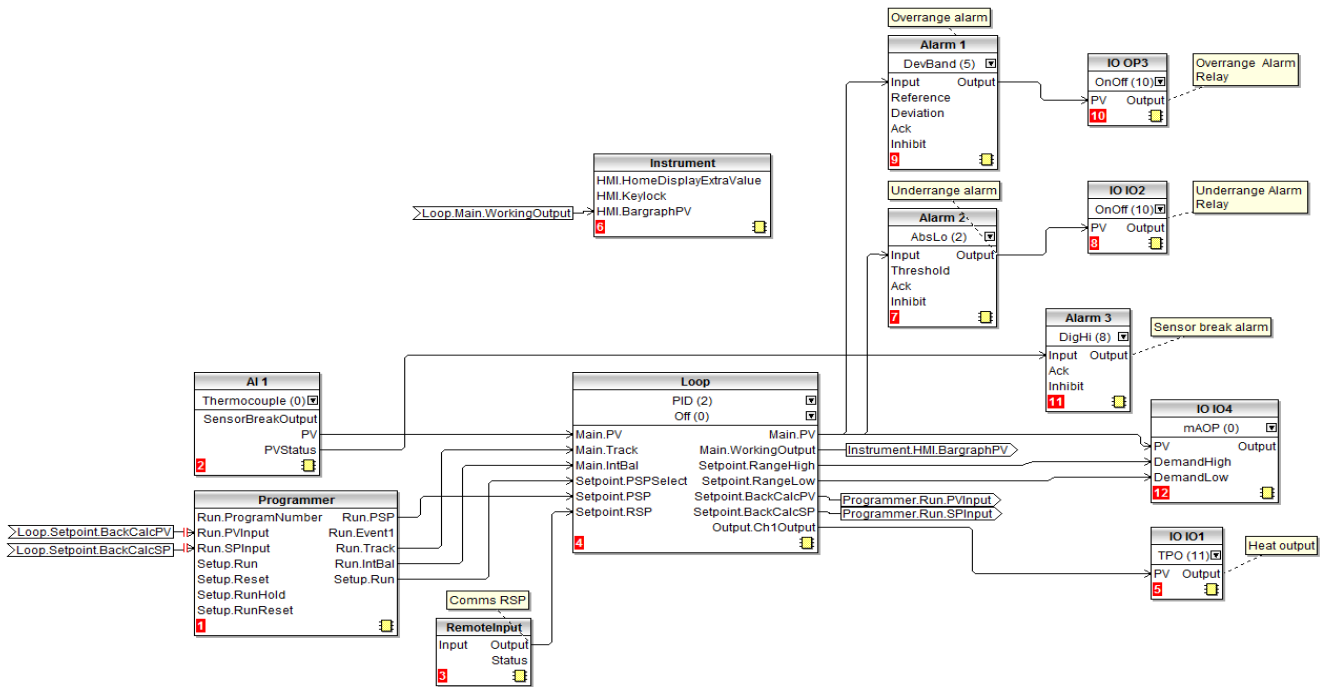 Overrange alarm
Alarm 1
DevBand (5)
Input Output
Reference
Deviation
Ack
Inhibit
9
IO OP3
OnOff (10)
PV Output
10
Overrange Alarm
Relay
Instrument
HMI.HomeDisplayExtraValue
HMI.Keylock
HMI.BargraphPV
6
Loop.Main.WorkingOutput
Underrange alarm
Alarm 2
AbsLo (2)
Input Output
Threshold
Ack
Inhibit
7
IO IO2
OnOff (10)
PV Output
8
Underrange Alarm
Relay
Alarm 3
DigHi (8)
Input Output
Ack
Inhibit
11
Sensor break alarm
AI 1
Thermocouple (0)
SensorBreakOutput
PV
PVStatus
2
Loop
PID (2)
Off (0)
Main.PV Main.PV
Main.Track Main.WorkingOutput
Main.IntBal Setpoint.RangeHigh
Setpoint.PSPSelect Setpoint.RangeLow
Setpoint.PSP Setpoint.BackCalcPV
Setpoint.RSP Setpoint.BackCalcSP
Output.Ch1Output
4
Instrument.HMI.BargraphPV
Programmer.Run.PVInput
Programmer.Run.SPInput
IO IO4
mAOP (0)
PV Output
DemandHigh
DemandLow
12
Programmer
Run.ProgramNumber Run.PSP
Run.PVInput Run.Event1
Run.SPInput Run.Track
Setup.Run Run.IntBal
Setup.Reset Setup.Run
Setup.RunHold
Setup.RunReset
1
Loop.Setpoint.BackCalcPV
Loop.Setpoint.BackCalcSP
IO IO1
TPO (11)
PV Output
5
Heat output
Comms RSP
RemoteInput
Input Output
Status
3